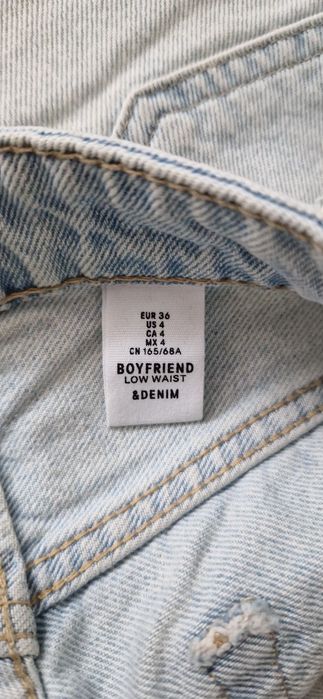 EUR 36
US 4
CA 4
MX 4
CN 165/68A
BOYFRIEND
LOW WAIST
&DENIM